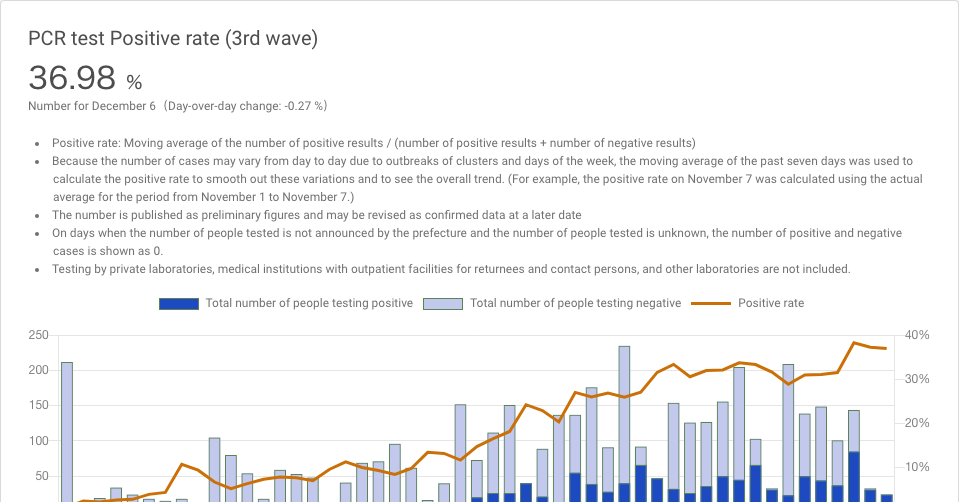 PCR test Positive rate (3rd wave)
36.98 %
Number for December 6（Day-over-day change: -0.27 %）
• Positive rate: Moving average of the number of positive results / (number of positive results + number of negative results)
• Because the number of cases may vary from day to day due to outbreaks of clusters and days of the week, the moving average of the past seven days was used to
calculate the positive rate to smooth out these variations and to see the overall trend. (For example, the positive rate on November 7 was calculated using the actual
average for the period from November 1 to November 7.)
• The number is published as preliminary figures and may be revised as confirmed data at a later date
• On days when the number of people tested is not announced by the prefecture and the number of people tested is unknown, the number of positive and negative
cases is shown as 0.
• Testing by private laboratories, medical institutions with outpatient facilities for returnees and contact persons, and other laboratories are not included.
Total number of people testing positive Total number of people testing negative Positive rate
250 40%
200
30%
150
20%
100
10%
50